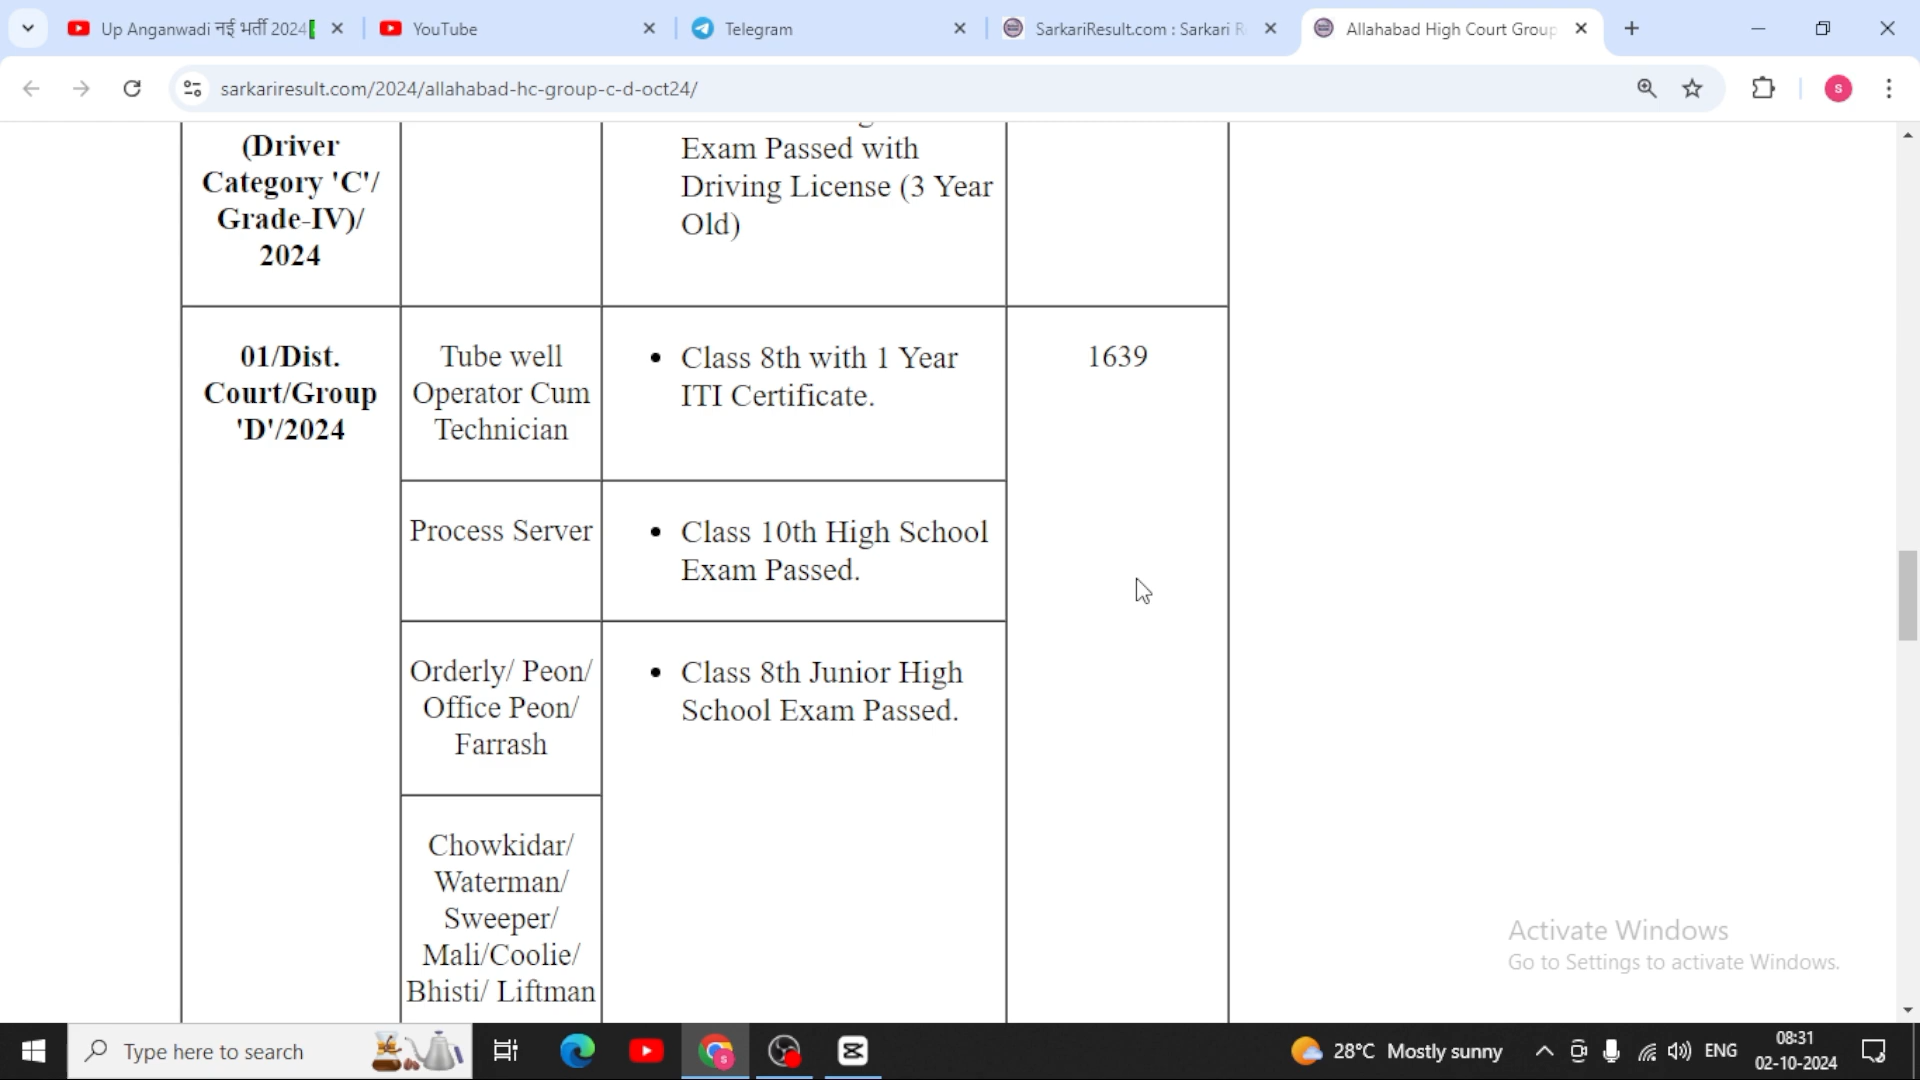 Up Anganwadi नई भर्ती 2024
YouTube
Telegram
SarkariResult.com : Sarkari R
Allahabad High Court Group
sarkariresult.com/2024/allahabad-hc-group-c-d-oct24/
s
(Driver
Category 'C'/
Grade-IV)/
2024
Exam Passed with
Driving License (3 Year
Old)
01/Dist.
Court/Group
'D'/2024
Tube well
Operator Cum
Technician
• Class 8th with 1 Year
ITI Certificate.
1639
Process Server
• Class 10th High School
Exam Passed.
Orderly/ Peon/
Office Peon/
Farrash
• Class 8th Junior High
School Exam Passed.
Chowkidar/
Waterman/
Sweeper/
Mali/Coolie/
Bhisti/ Liftman
Activate Windows
Go to Settings to activate Windows.
Type here to search
s
28°C Mostly sunny
ENG
08:31
02-10-2024